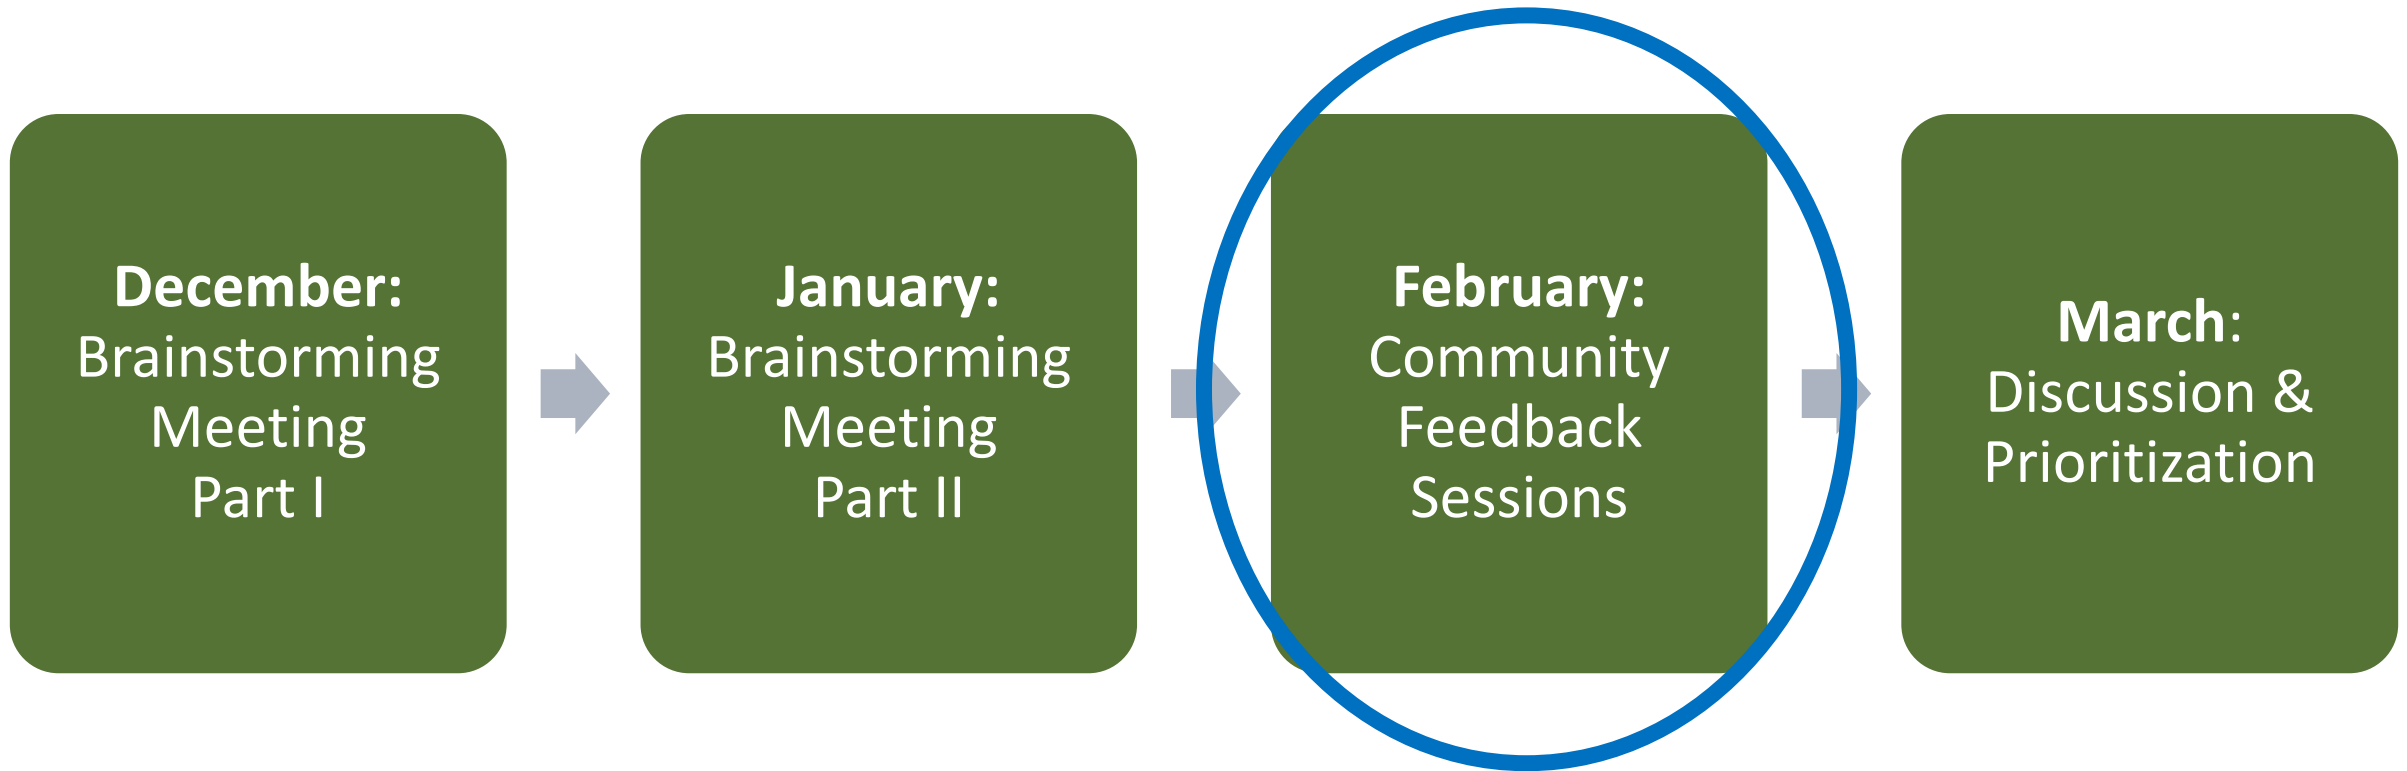 December:
Brainstorming
Meeting
Part I
January:
Brainstorming
Meeting
Part II
February:
Community
Feedback
Sessions
March:
Discussion &
Prioritization